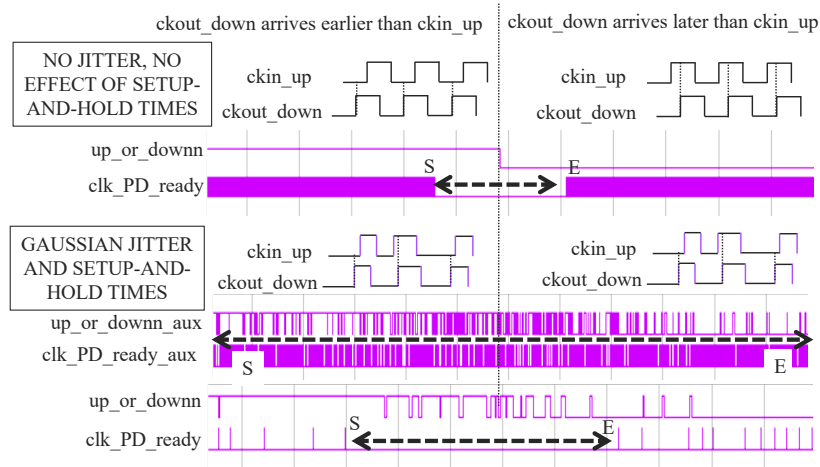 ckout_down arrives earlier than ckin_up
ckout_down arrives later than ckin_up
NO JITTER, NO
EFFECT OF SETUP-
AND-HOLD TIMES
ckin_up
ckout_down
ckin_up
ckout_down
up_or_downn
S
E
clk_PD_ready
GAUSSIAN JITTER
AND SETUP-AND-
HOLD TIMES
ckin_up
ckout_down
ckin_up
ckout_down
up_or_downn_aux
clk_PD_ready_aux
S
E
up_or_downn
S
E
clk_PD_ready